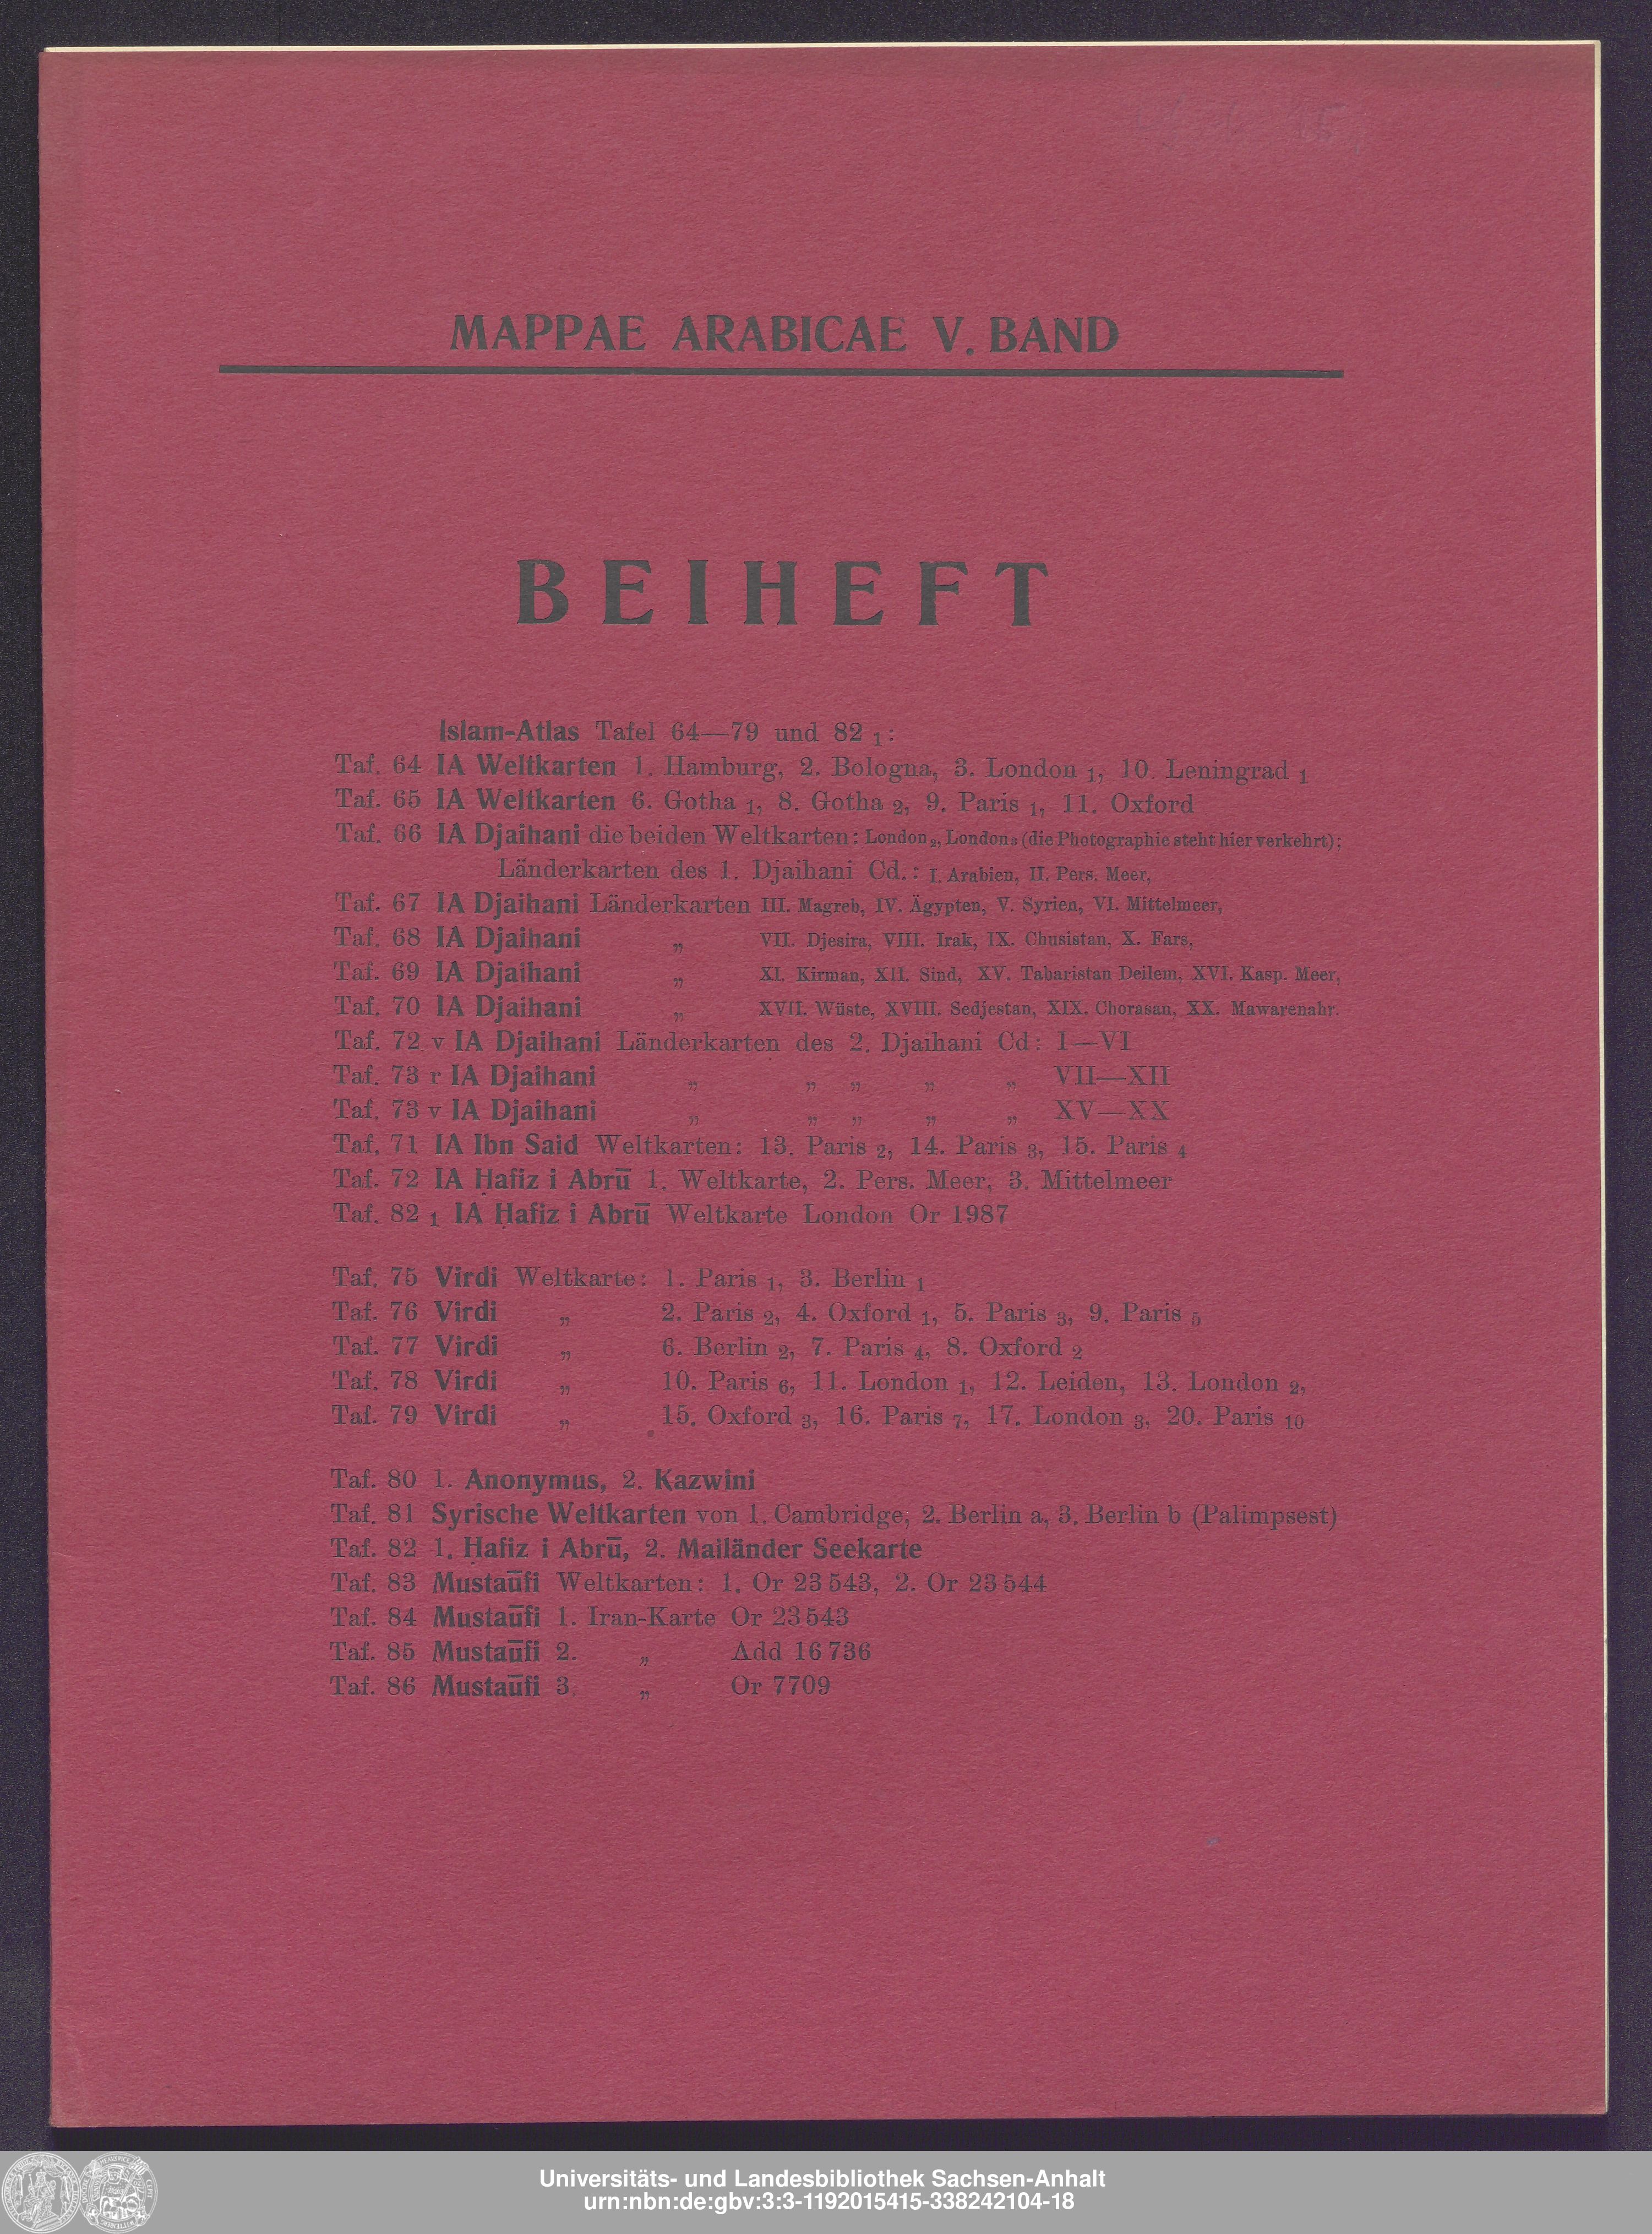 MAPPAE ARABICAE V. BAND
BEIHEFT
Islam-Atlas Tafel 64—79 und 82 1:
Taf. 64 IA Weltkarten 1. Hamburg, 2. Bologna, 3. London 1, 10. Leningrad 1
Taf. 65 IA Weltkarten 6. Gotha 1, 8. Gotha 2, 9. Paris 1, 11. Oxford
Taf. 66 IA Djaihani die beiden Weltkarten: London 2, London 3 (die Photographie steht hier verkehrt);
Länderkarten des 1. Djaihani Cd.: I. Arabien, II. Pers. Meer,
Taf. 67 IA Djaihani Länderkarten III. Magreb, IV. Ägypten, V. Syrien, VI. Mittelmeer,
Taf. 68 IA Djaihani „ VII. Djesira, VIII. Irak, IX. Chusistan, X. Fars,
Taf. 69 IA Djaihani „ XI. Kirman, XII. Sind, XV. Tabaristan Deilem, XVI. Kasp. Meer,
Taf. 70 IA Djaihani „ XVII. Wüste, XVIII. Sedjestan, XIX. Chorasan, XX. Mawarenahr.
Taf. 72 v IA Djaihani Länderkarten des 2. Djaihani Cd: I—VI
Taf. 73 r IA Djaihani „ „ „ „ „ VII—XII
Taf. 73 v IA Djaihani „ „ „ „ „ XV—XX
Taf. 71 IA Ibn Said Weltkarten: 13. Paris 2, 14. Paris 3, 15. Paris 4
Taf. 72 IA Ḥafiz i Abrū 1. Weltkarte, 2. Pers. Meer, 3. Mittelmeer
Taf. 82 1 IA Ḥafiz i Abrū Weltkarte London Or 1987
Taf. 75 Virdi Weltkarte: 1. Paris 1, 3. Berlin 1
Taf. 76 Virdi „ 2. Paris 2, 4. Oxford 1, 5. Paris 3, 9. Paris 5
Taf. 77 Virdi „ 6. Berlin 2, 7. Paris 4, 8. Oxford 2
Taf. 78 Virdi „ 10. Paris 6, 11. London 1, 12. Leiden, 13. London 2,
Taf. 79 Virdi „ 15. Oxford 3, 16. Paris 7, 17. London 3, 20. Paris 10
Taf. 80 1. Anonymus, 2. Kazwini
Taf. 81 Syrische Weltkarten von 1. Cambridge, 2. Berlin a, 3. Berlin b (Palimpsest)
Taf. 82 1. Ḥafiz i Abrū, 2. Mailänder Seekarte
Taf. 83 Mustaūfi Weltkarten: 1. Or 23 543, 2. Or 23 544
Taf. 84 Mustaūfi 1. Iran-Karte Or 23 543
Taf. 85 Mustaūfi 2. „ Add 16 736
Taf. 86 Mustaūfi 3. „ Or 7709
Universitäts- und Landesbibliothek Sachsen-Anhalt
urn:nbn:de:gbv:3:3-1192015415-338242104-18